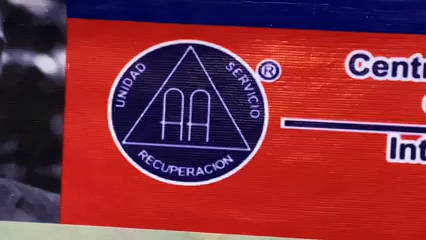 UNIDAD
SERVICIO
AA
RECUPERACION
®
Centr
Int